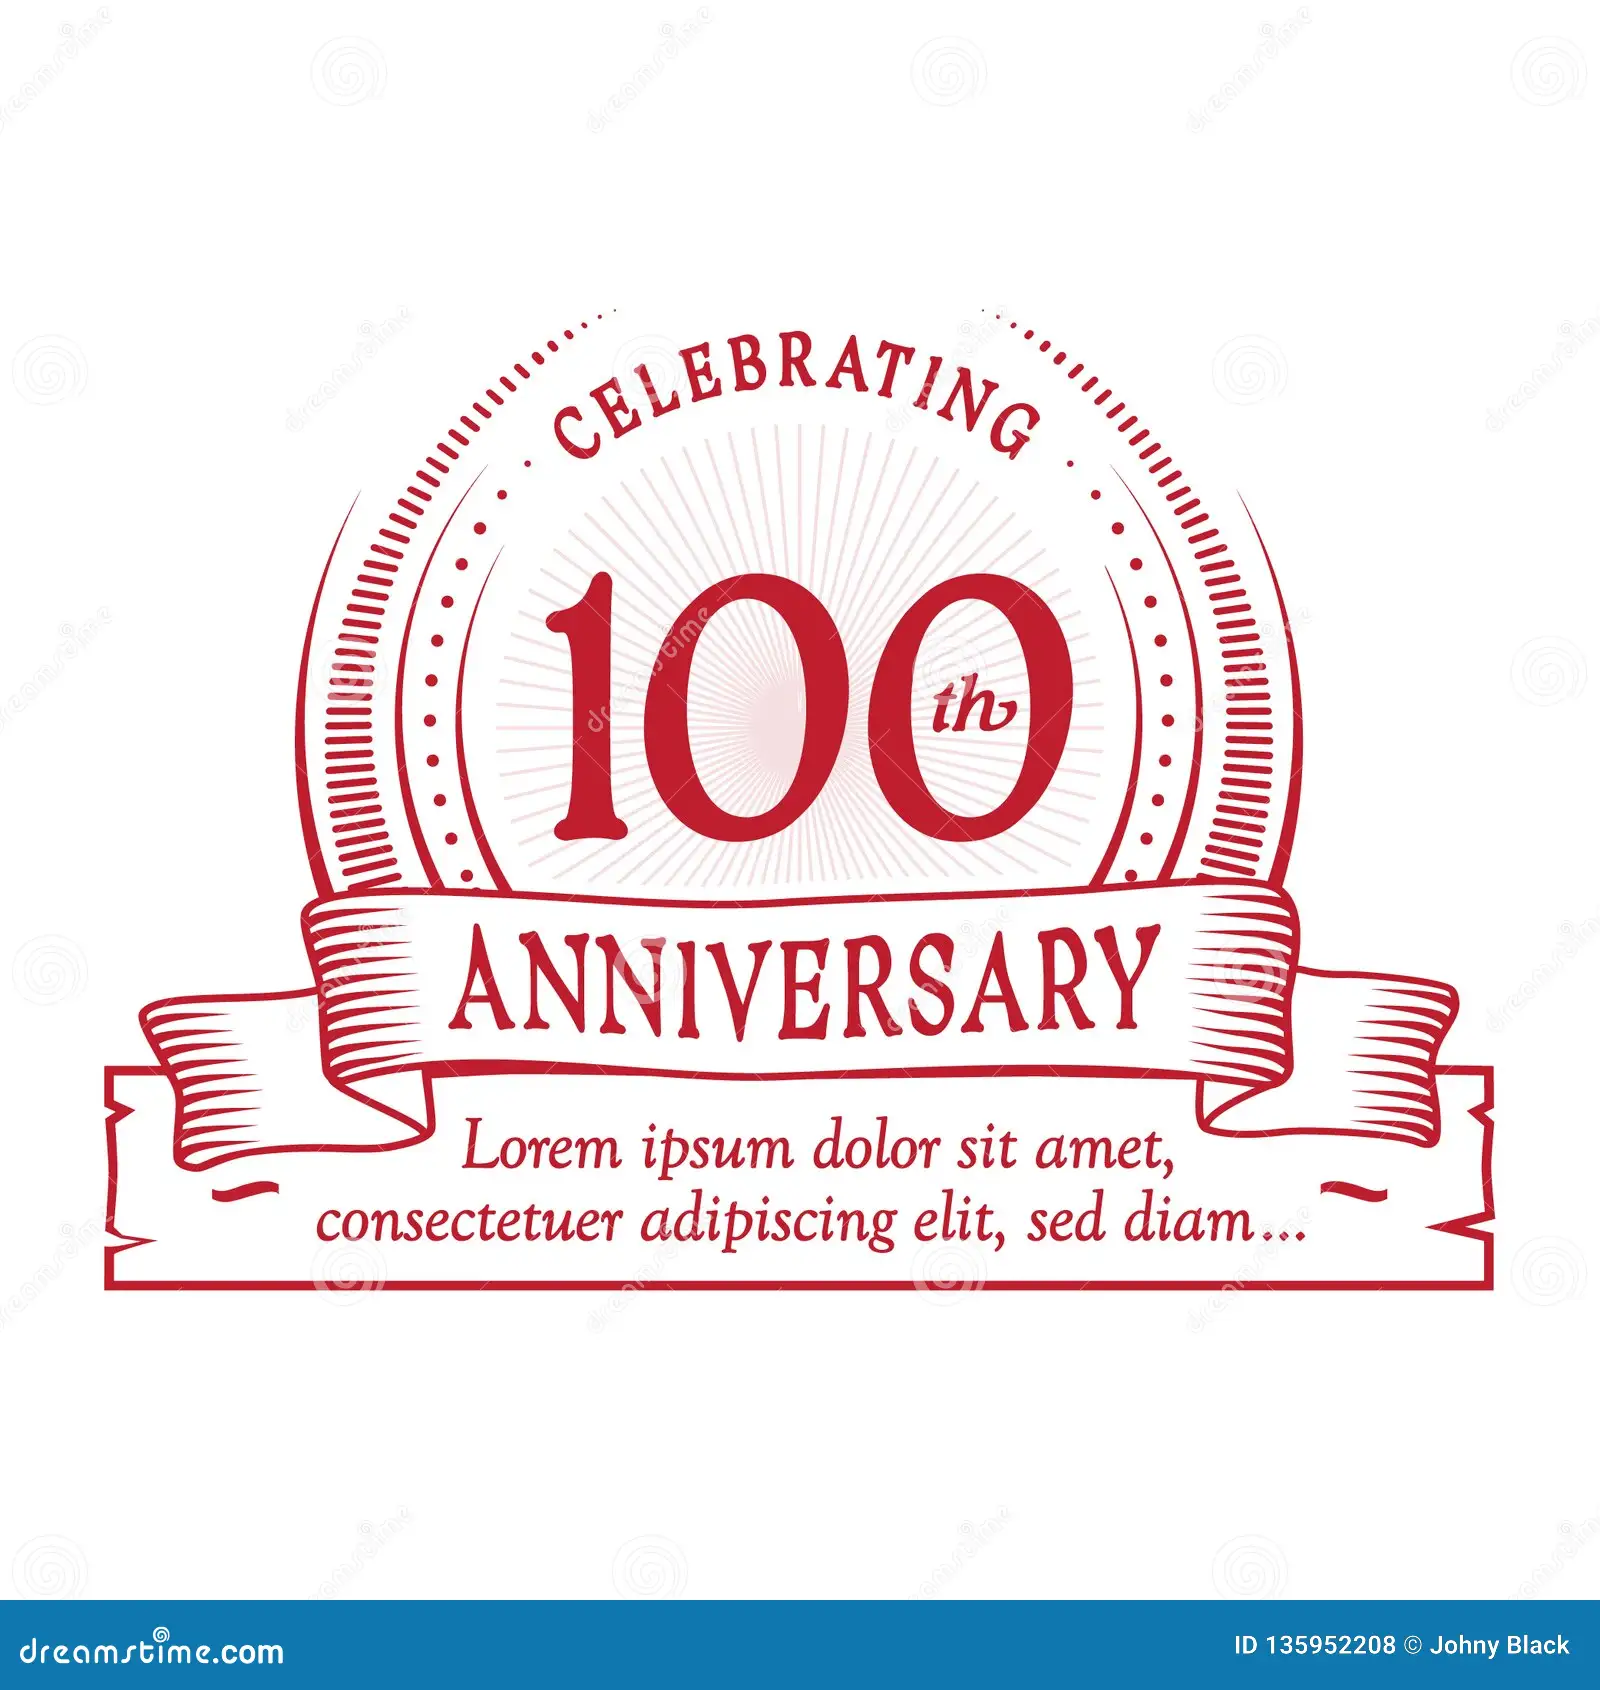 CELEBRATING
100th
ANNIVERSARY
Lorem ipsum dolor sit amet,
consectetuer adipiscing elit, sed diam...
dreamstime.com
ID 135952208 © Johny Black